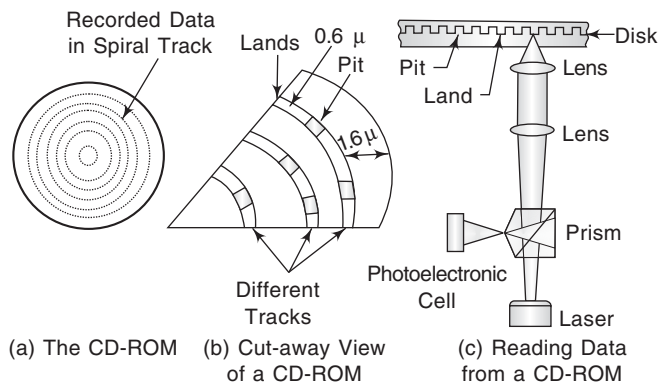 Recorded Data
in Spiral Track
(a) The CD-ROM
Lands
0.6 μ
Pit
1.6 μ
Different
Tracks
(b) Cut-away View
of a CD-ROM
Disk
Pit
Land
Lens
Lens
Prism
Photoelectronic
Cell
Laser
(c) Reading Data
from a CD-ROM